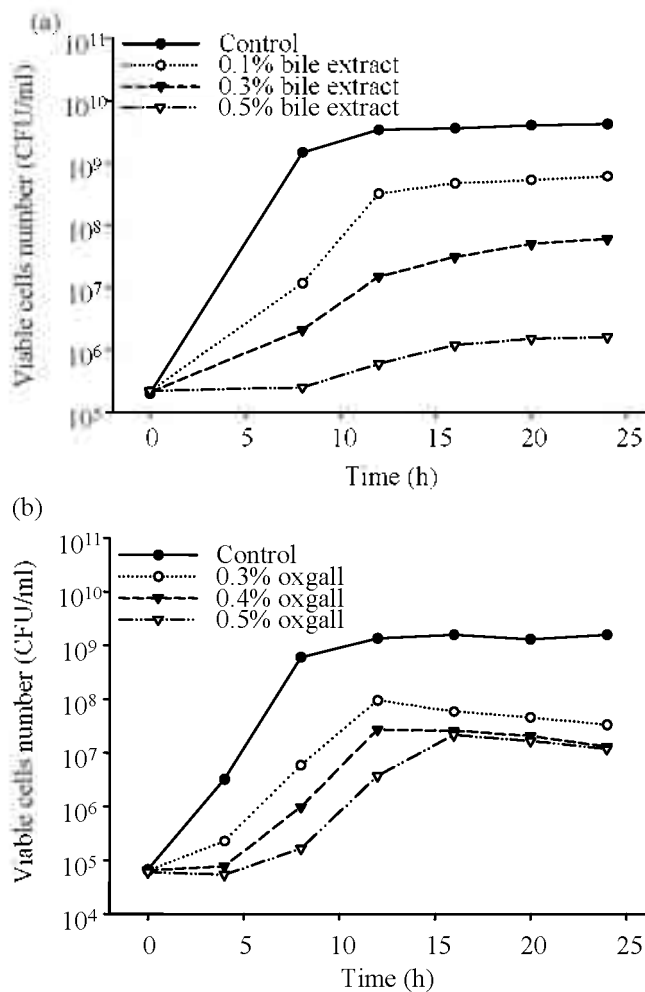 (a)
Control
0.1% bile extract
0.3% bile extract
0.5% bile extract
10¹¹
10¹⁰
10⁹
10⁸
10⁷
10⁶
10⁵
Viable cells number (CFU/ml)
0 5 10 15 20 25
Time (h)
(b)
Control
0.3% oxgall
0.4% oxgall
0.5% oxgall
10¹¹
10¹⁰
10⁹
10⁸
10⁷
10⁶
10⁵
10⁴
Viable cells number (CFU/ml)
0 5 10 15 20 25
Time (h)